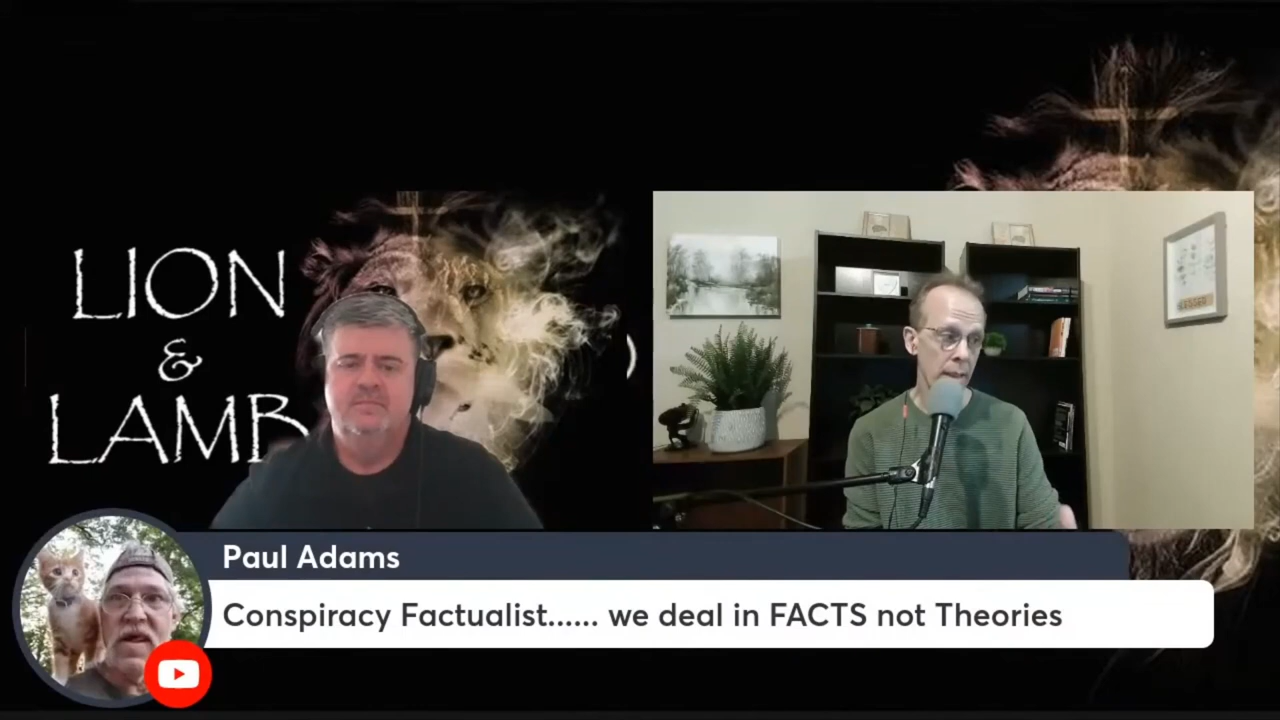 LION
&
LAMB
Paul Adams
Conspiracy Factualist...... we deal in FACTS not Theories